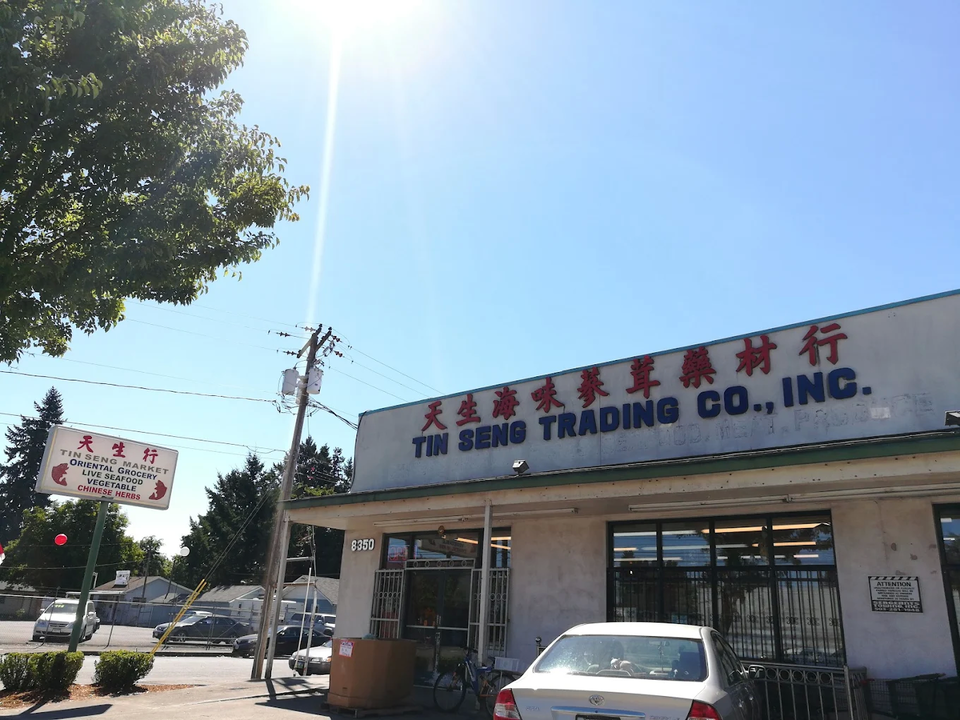 天生行
TIN SENG MARKET
ORIENTAL GROCERY
LIVE SEAFOOD
VEGETABLE
CHINESE HERBS
天生海味蔘茸藥材行
TIN SENG TRADING CO., INC.
PRODUCE
8350
ATTENTION